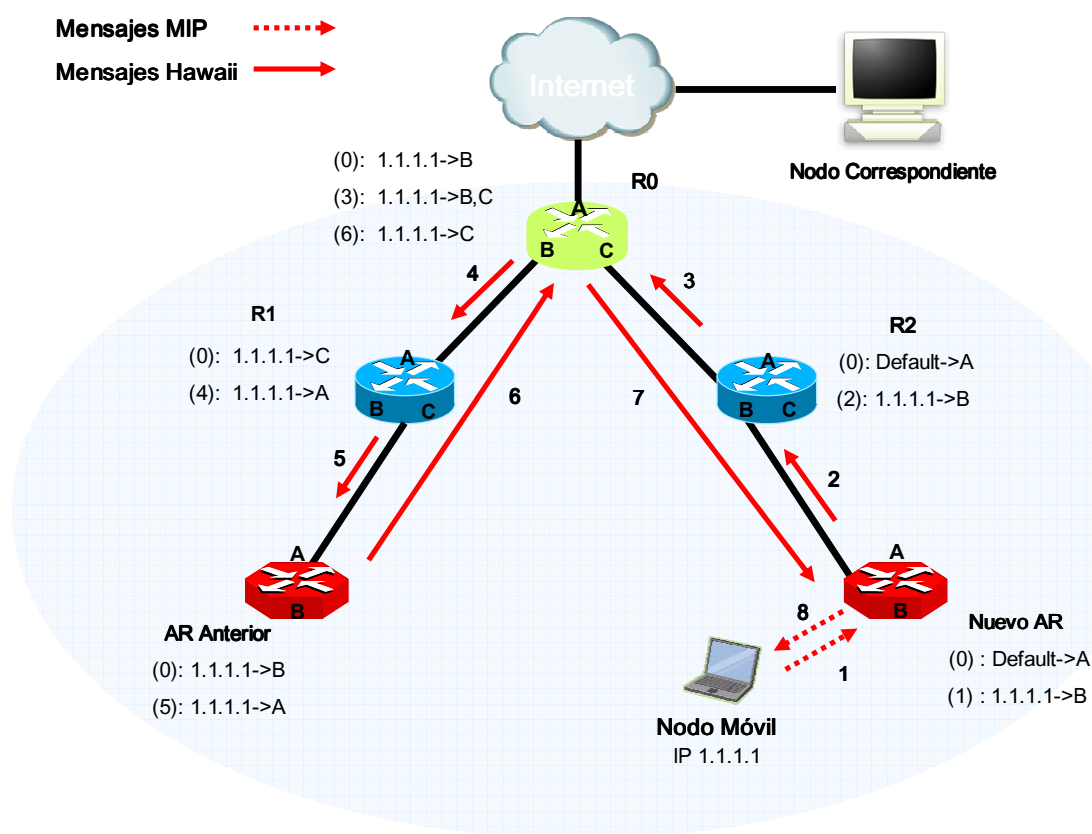 Mensajes MIP
Mensajes Hawaii
Internet
Nodo Correspondiente
(0): 1.1.1.1->B
(3): 1.1.1.1->B,C
(6): 1.1.1.1->C
R0
A
B
C
4
3
R1
(0): 1.1.1.1->C
(4): 1.1.1.1->A
A
B
C
R2
(0): Default->A
(2): 1.1.1.1->B
A
B
C
6
7
5
2
A
B
AR Anterior
(0): 1.1.1.1->B
(5): 1.1.1.1->A
A
B
Nuevo AR
(0) : Default->A
(1) : 1.1.1.1->B
8
1
Nodo Móvil
IP 1.1.1.1